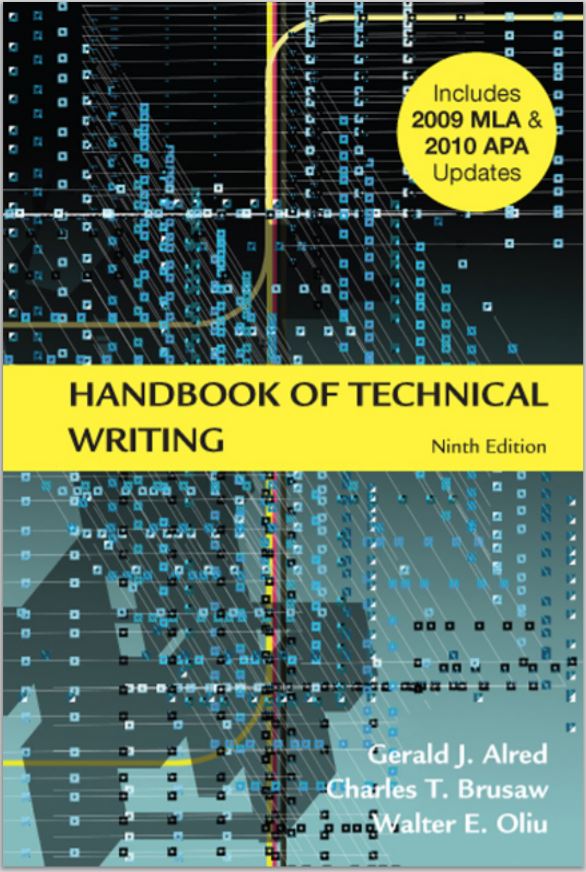 Includes
2009 MLA &
2010 APA
Updates
HANDBOOK OF TECHNICAL
WRITING
Ninth Edition
Gerald J. Alred
Charles T. Brusaw
Walter E. Oliu